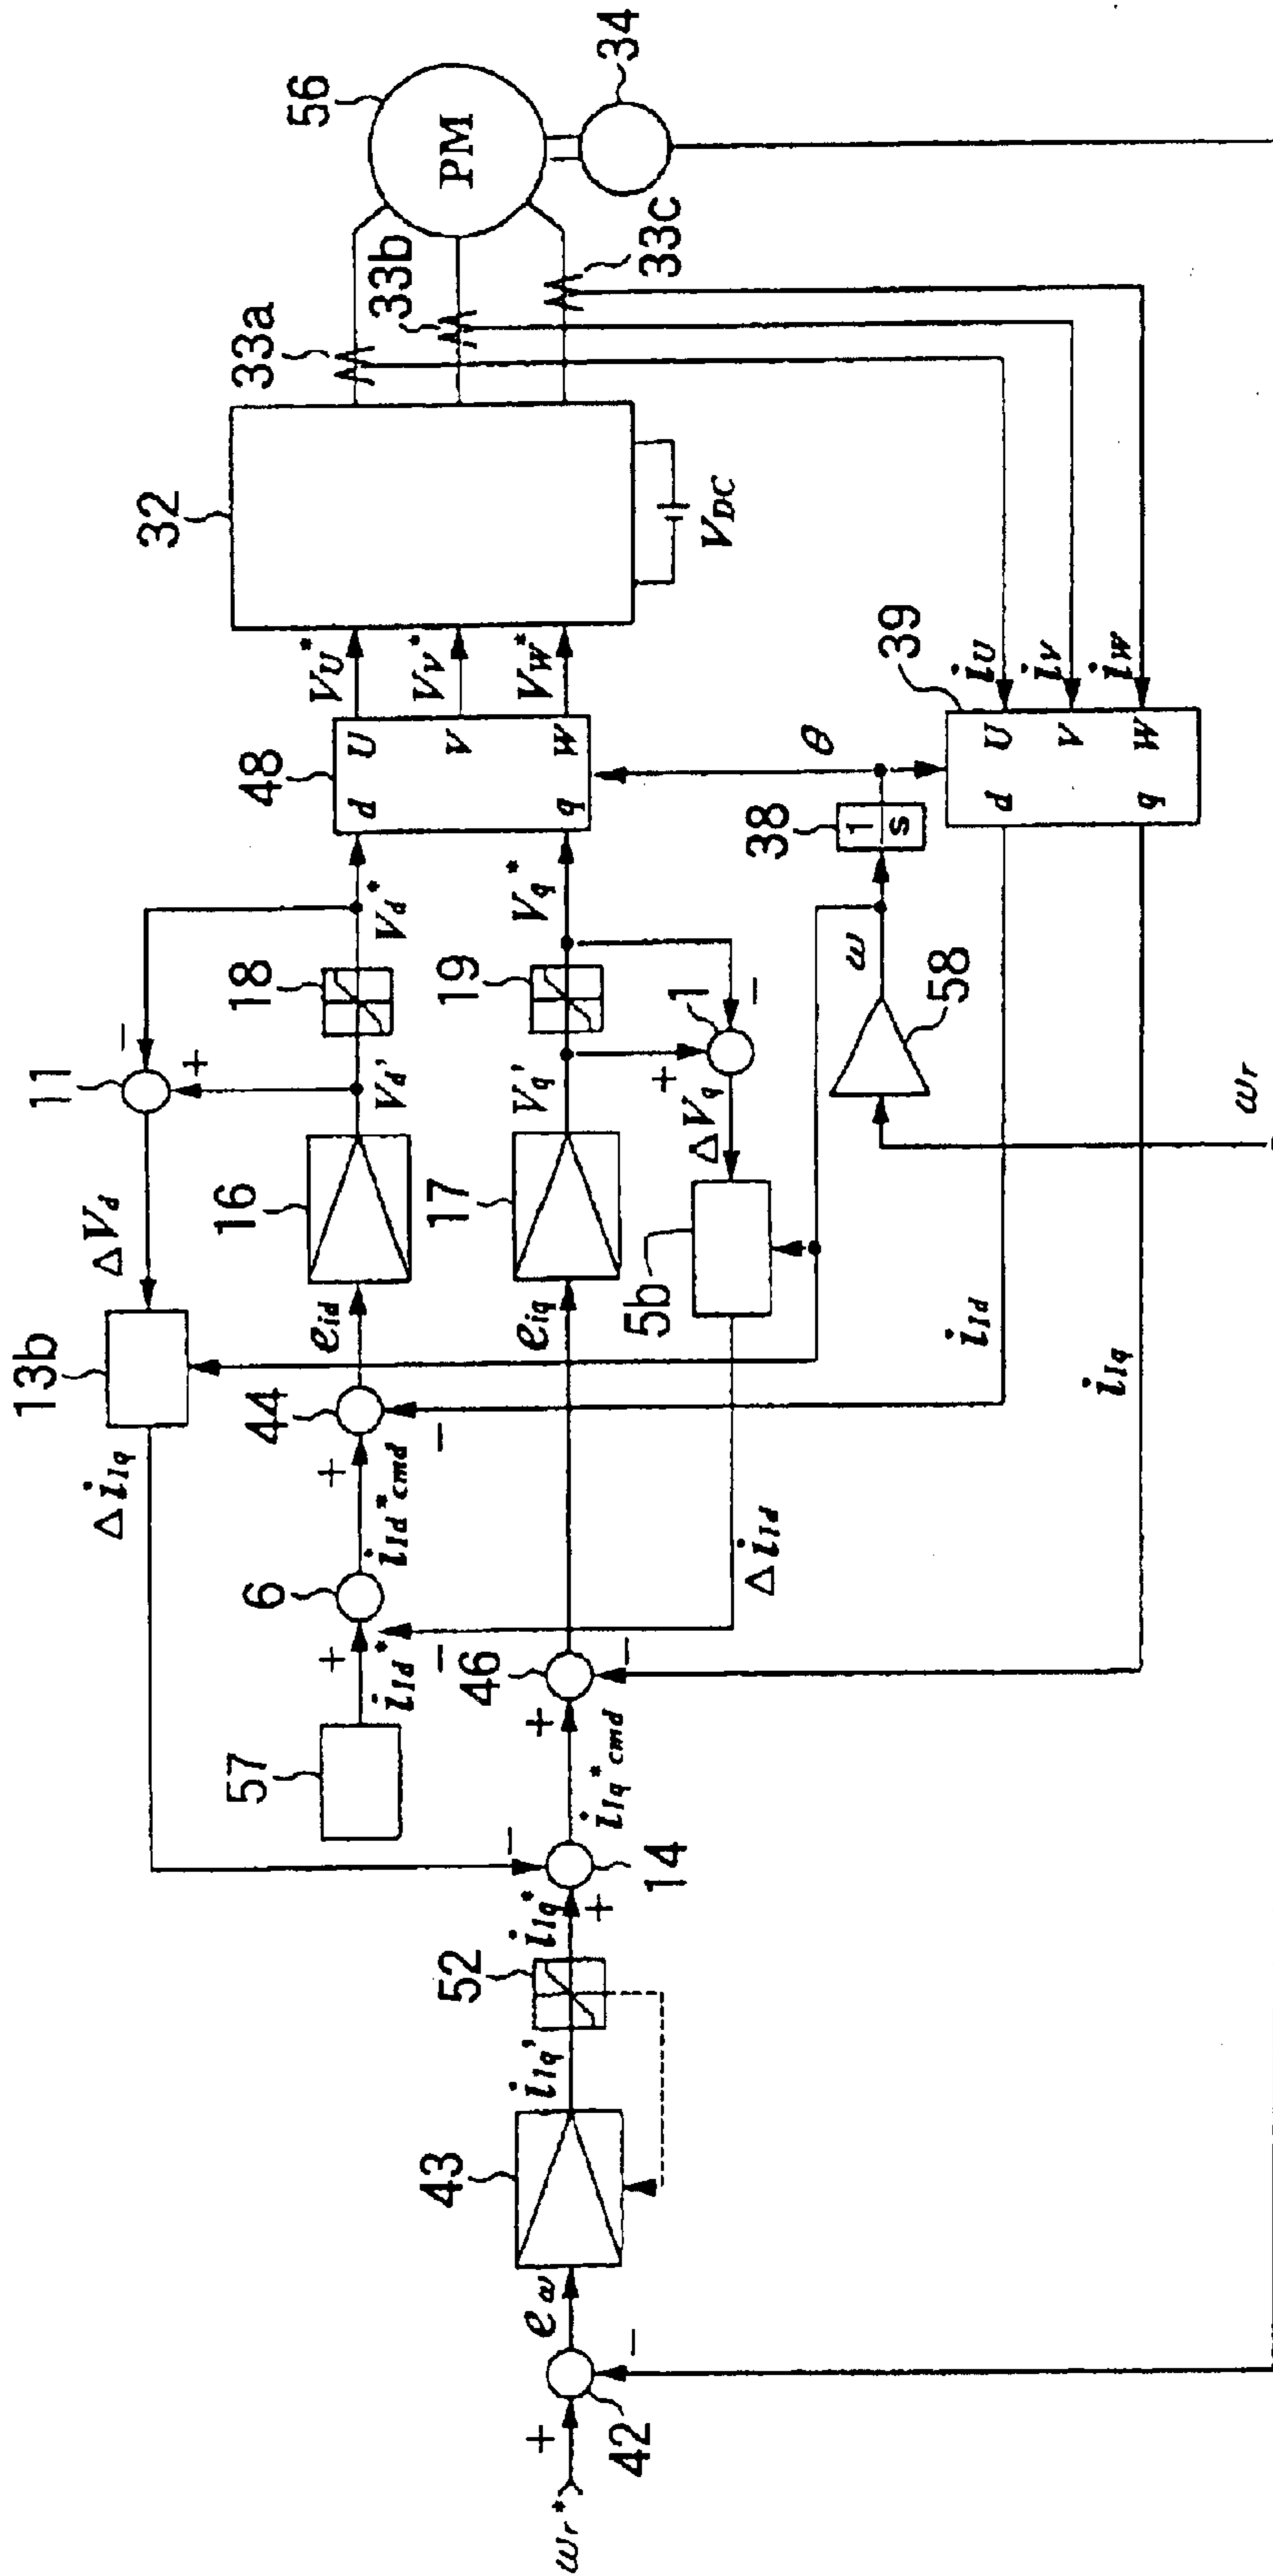 56
PM
34
33a
33b
33c
32
V_DC
V_U*
V_V*
V_W*
48
d U
V
q W
39
i_U
i_V
i_W
d U
V
q W
θ
38
1
s
ω
58
ω_r
11
−
+
18
V_d*
V_d'
19
V_q*
V_q'
1
−
+
ΔV_q
ΔV_d
16
17
5b
13b
e_id
e_iq
i_1d
i_1q
Δi_1q
44
+
−
i_1d*cmd
6
+
−
i_1d*
Δi_1d
57
46
+
−
i_1q*cmd
14
−
+
i_1q*
52
i_1q'
43
e_ω
42
+
−
ω_r*